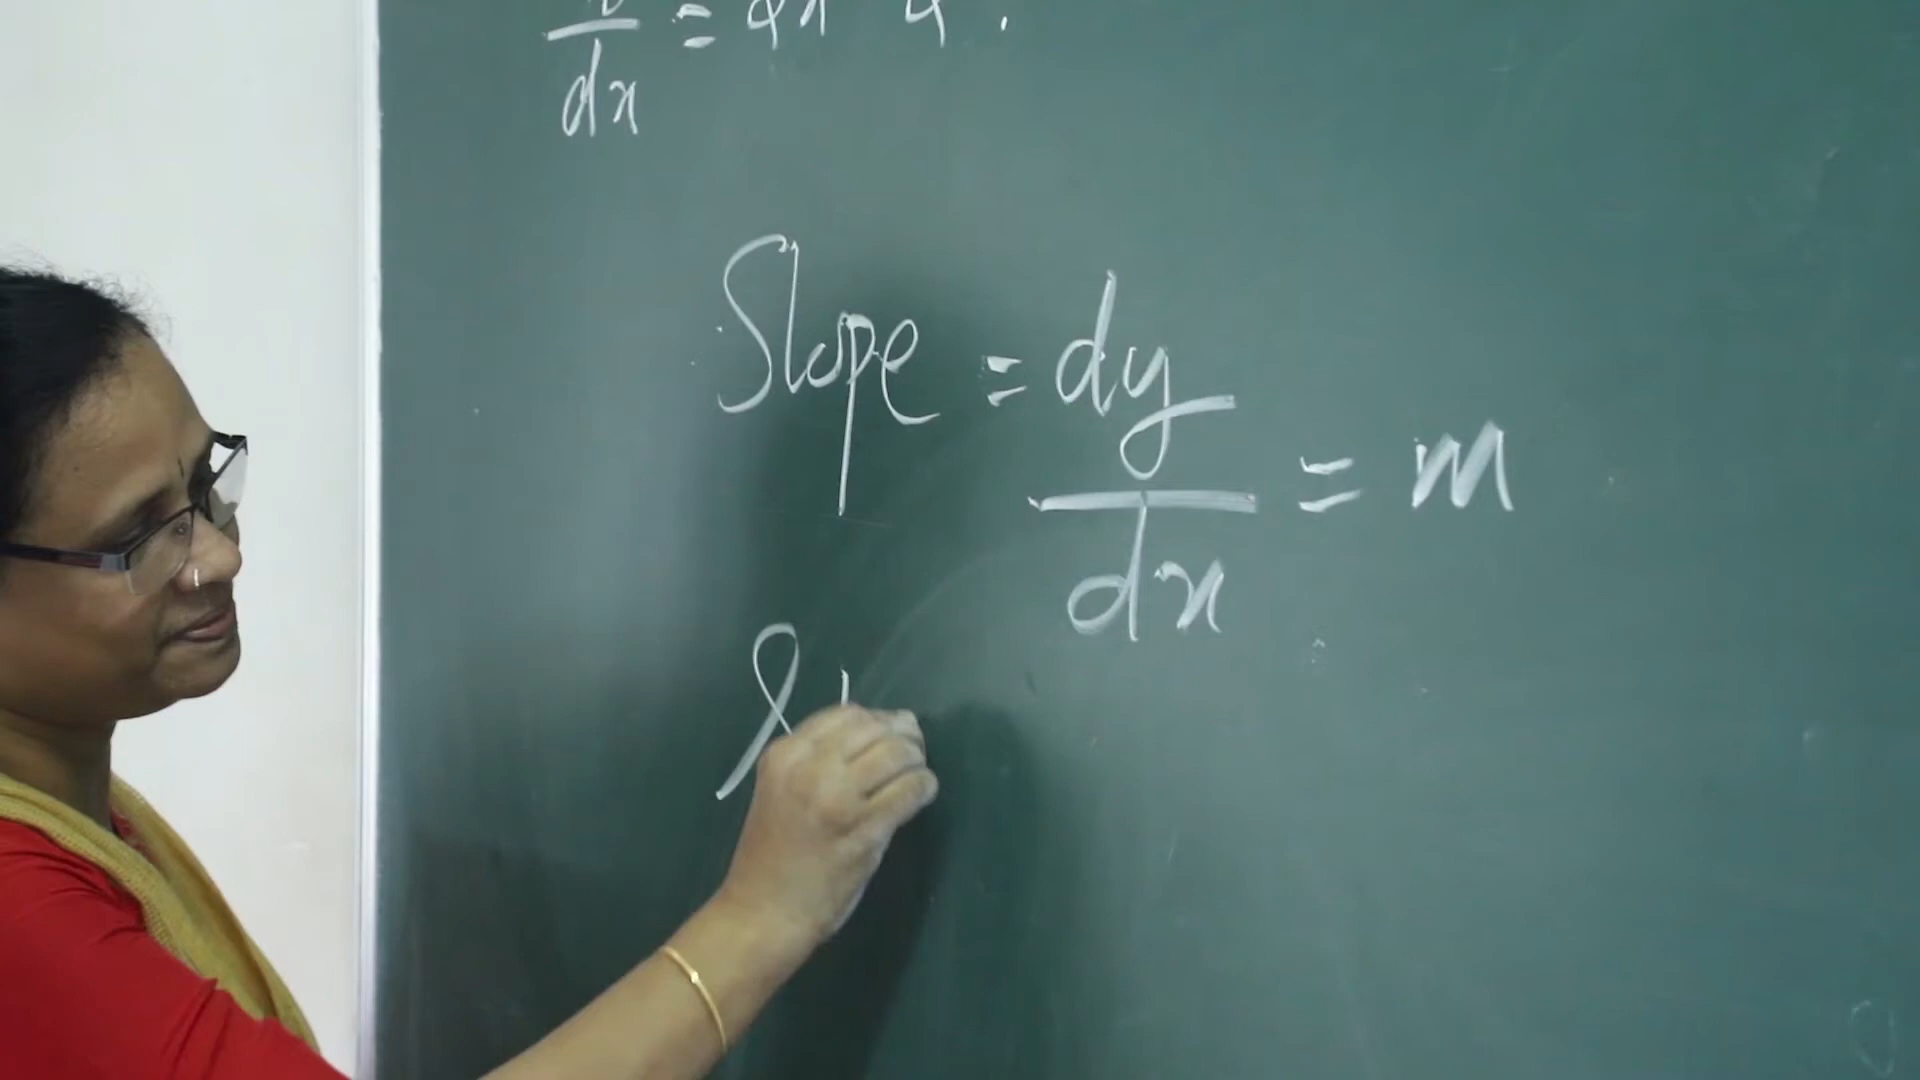 dx =
Slope = dy/dx = m